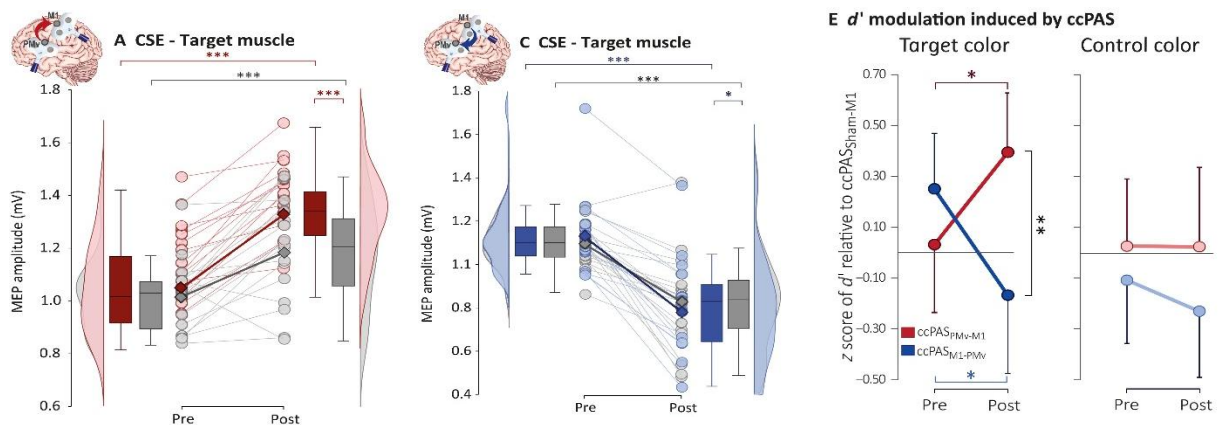 M1
PMv
A CSE - Target muscle
***
***
***
MEP amplitude (mV)
1.8
1.6
1.4
1.2
1.0
0.8
0.6
Pre
Post
M1
PMv
C CSE - Target muscle
***
***
*
MEP amplitude (mV)
1.8
1.6
1.4
1.2
1.1
0.8
0.6
0.4
Pre
Post
E d' modulation induced by ccPAS
Target color
Control color
z score of d' relative to ccPASSham-M1
0.70
0.50
0.30
0.10
-0.10
-0.30
-0.50
*
**
ccPASPMv-M1
ccPASM1-PMv
*
Pre
Post
Pre
Post